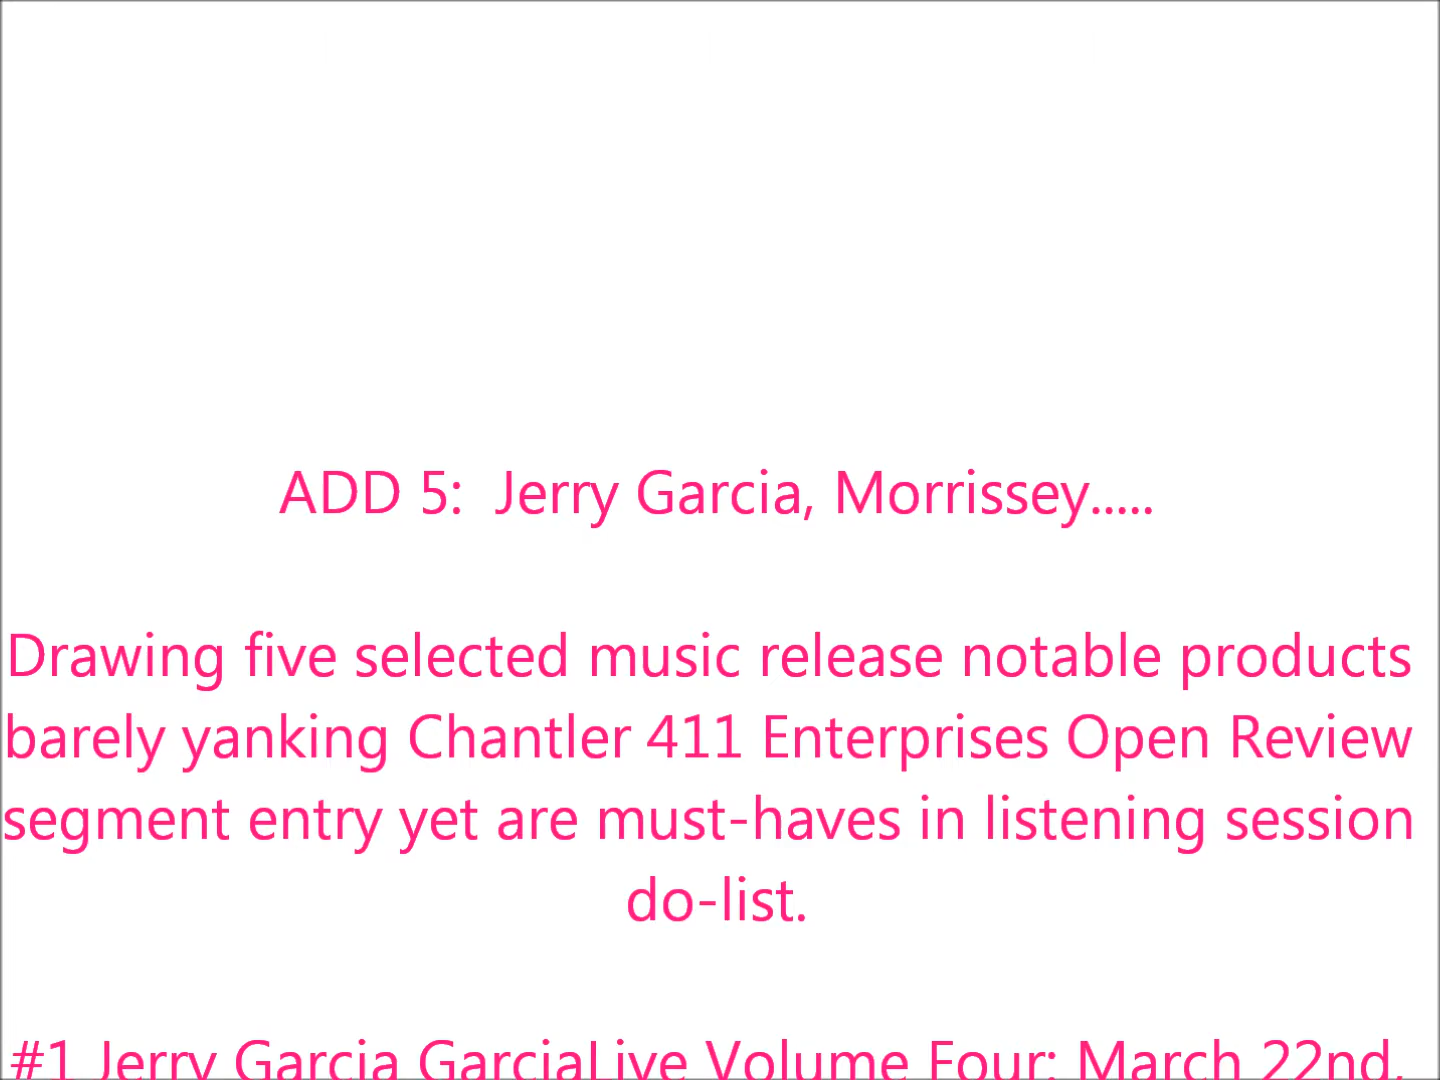 ADD 5:  Jerry Garcia, Morrissey.....
Drawing five selected music release notable products
barely yanking Chantler 411 Enterprises Open Review
segment entry yet are must-haves in listening session
do-list.
#1 Jerry Garcia GarciaLive Volume Four: March 22nd,